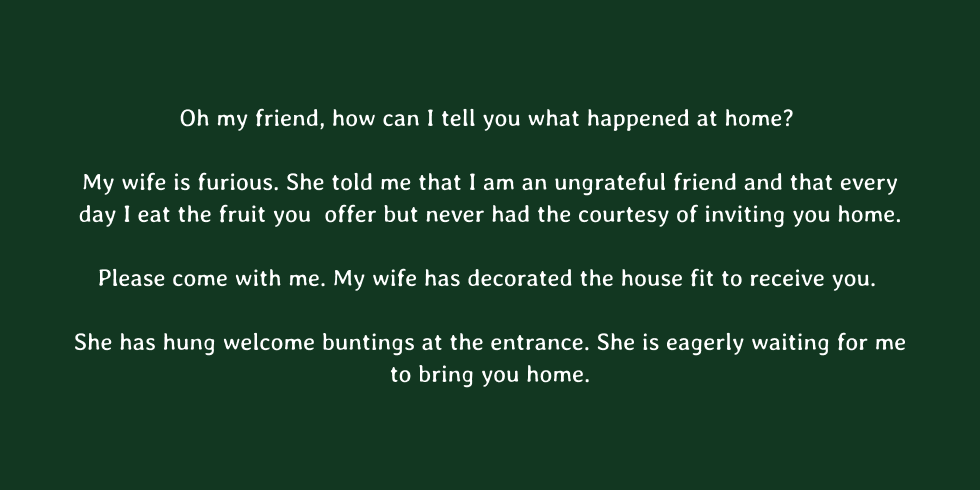 Oh my friend, how can I tell you what happened at home?
My wife is furious. She told me that I am an ungrateful friend and that every
day I eat the fruit you  offer but never had the courtesy of inviting you home.
Please come with me. My wife has decorated the house fit to receive you.
She has hung welcome buntings at the entrance. She is eagerly waiting for me
to bring you home.